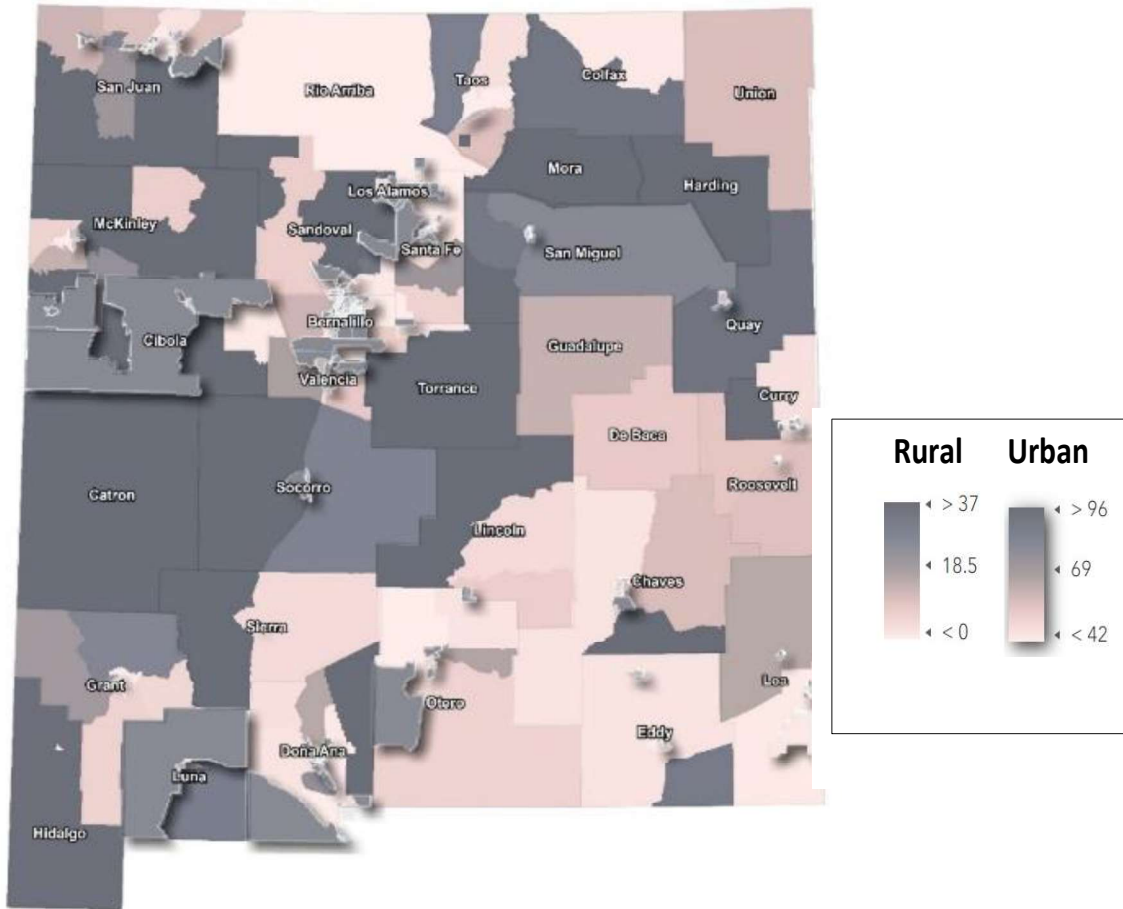 San Juan
Rio Arriba
Taos
Colfax
Union
Mora
Harding
Los Alamos
McKinley
Sandoval
Santa Fe
San Miguel
Bernalillo
Quay
Cibola
Guadalupe
Valencia
Torrance
Curry
De Baca
Catron
Socorro
Roosevelt
Lincoln
Chaves
Sierra
Grant
Otero
Lea
Eddy
Doña Ana
Luna
Hidalgo
Rural Urban
> 37 > 96
18.5 69
< 0 < 42